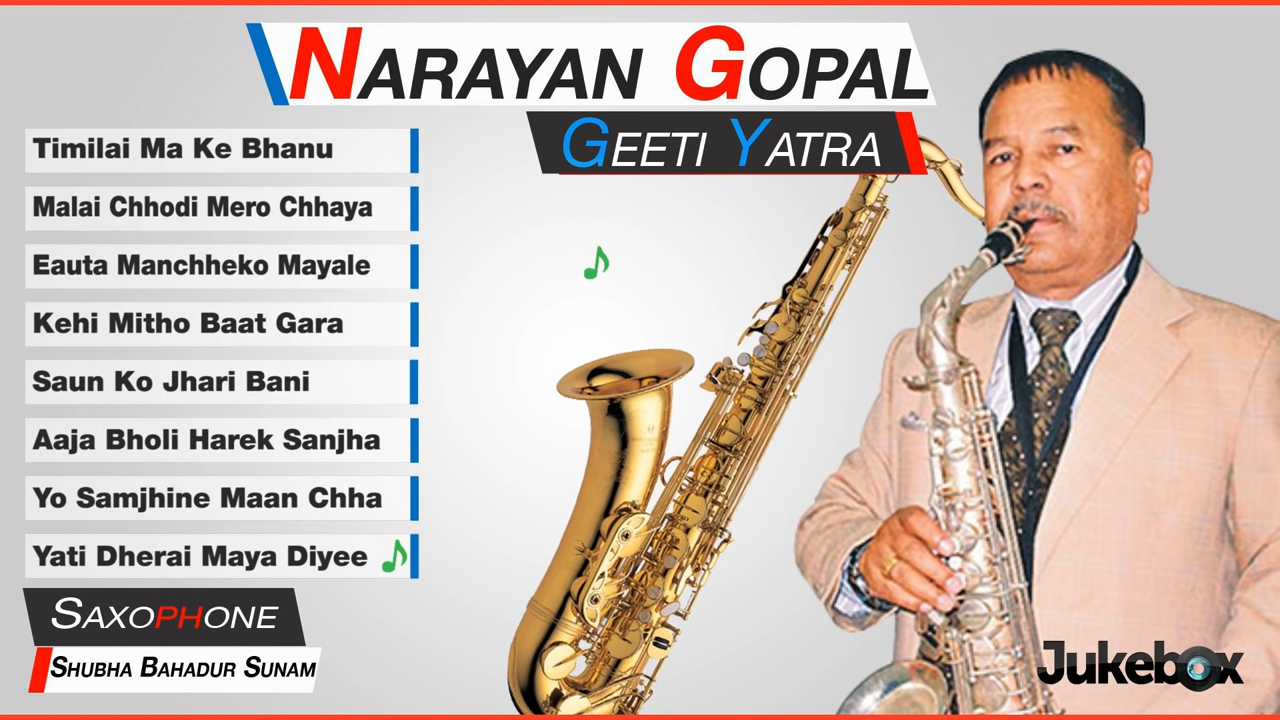 NARAYAN GOPAL
GEETI YATRA
Timilai Ma Ke Bhanu
Malai Chhodi Mero Chhaya
Eauta Manchheko Mayale
Kehi Mitho Baat Gara
Saun Ko Jhari Bani
Aaja Bholi Harek Sanjha
Yo Samjhine Maan Chha
Yati Dherai Maya Diyee
SAXOPHONE
SHUBHA BAHADUR SUNAM
Jukebox